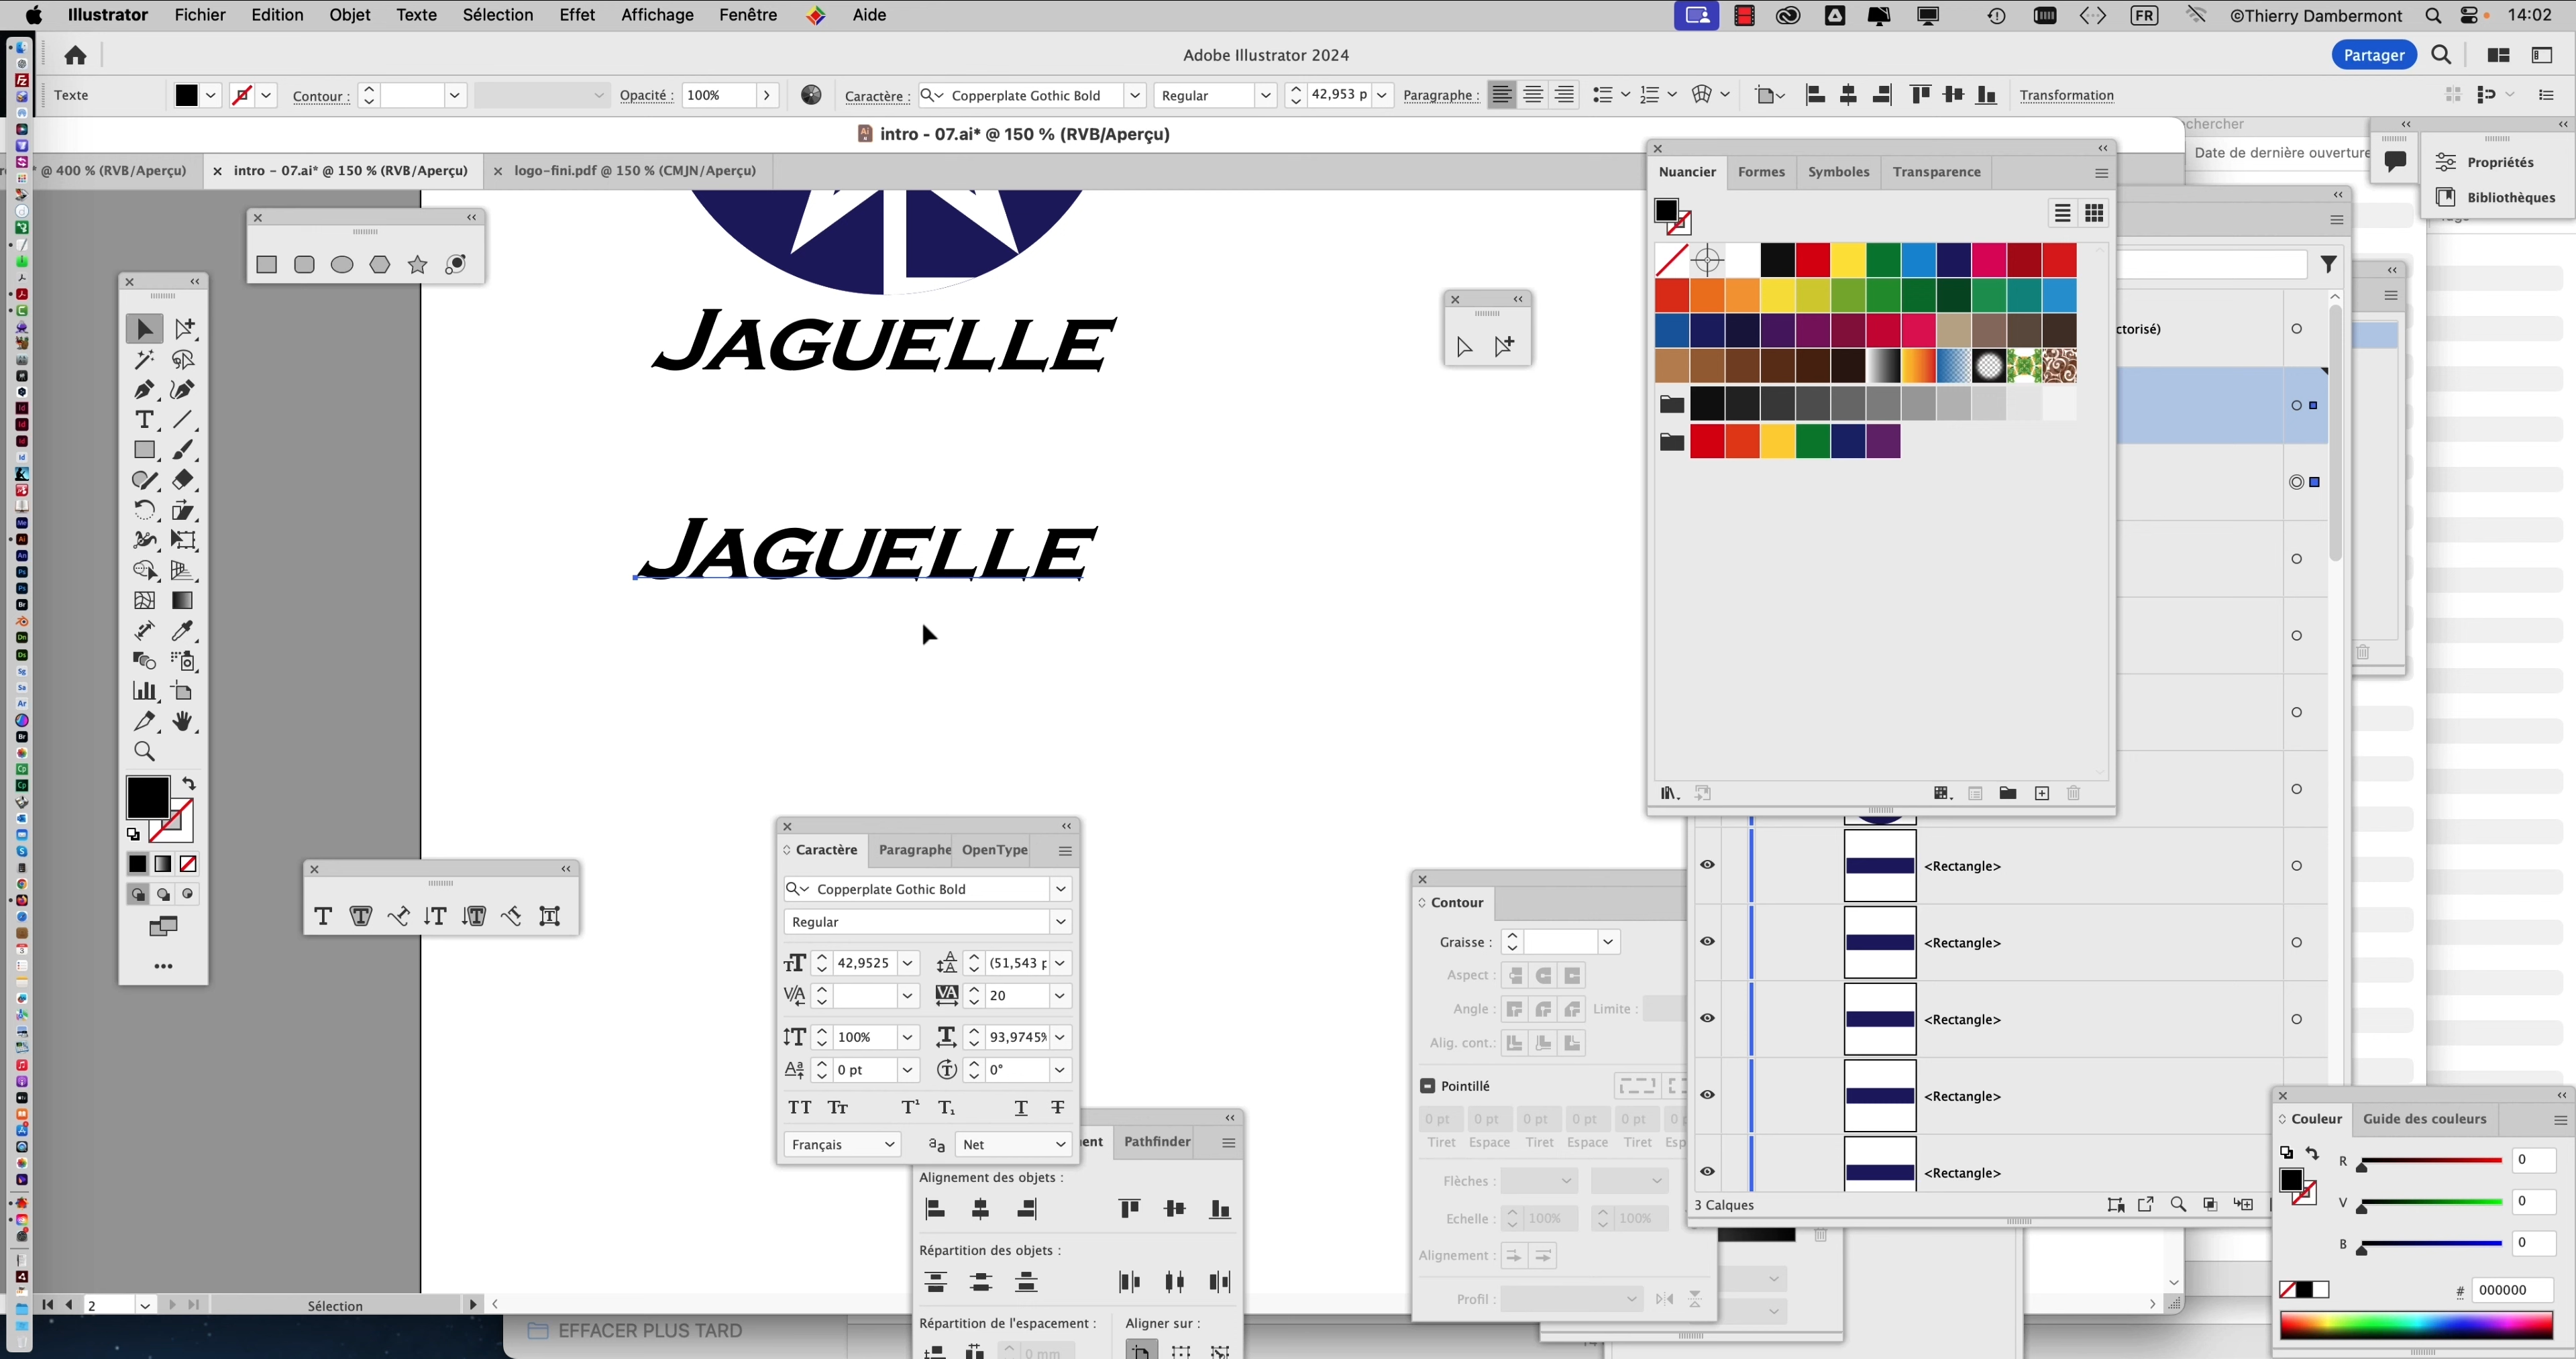 Illustrator Fichier Edition Objet Texte Sélection Effet Affichage Fenêtre Aide
FR ©Thierry Dambermont 14:02
Adobe Illustrator 2024
Partager
Texte Contour : Opacité : 100% Caractère : Copperplate Gothic Bold Regular 42,953 p Paragraphe : Transformation
intro - 07.ai* @ 150 % (RVB/Aperçu)
* @ 400 % (RVB/Aperçu) × intro - 07.ai* @ 150 % (RVB/Aperçu) × logo-fini.pdf @ 150 % (CMJN/Aperçu)
chercher
Date de dernière ouverture
Propriétés
Bibliothèques
Nuancier Formes Symboles Transparence
ctorisé)
JAGUELLE
JAGUELLE
Caractère Paragraphe OpenType
Copperplate Gothic Bold
Regular
42,9525 (51,543 p
20
100% 93,9745%
0 pt 0°
Français Net
ent Pathfinder
Alignement des objets :
Répartition des objets :
Répartition de l'espacement : Aligner sur :
0 mm
Contour
Graisse :
Aspect :
Angle : Limite :
Alig. cont.:
Pointillé
0 pt 0 pt 0 pt 0 pt 0 pt 0 p
Tiret Espace Tiret Espace Tiret Esp
Flèches :
Echelle : 100% 100%
Alignement :
Profil :
<Rectangle>
<Rectangle>
<Rectangle>
<Rectangle>
<Rectangle>
3 Calques
Couleur Guide des couleurs
R 0
V 0
B 0
# 000000
2 Sélection
EFFACER PLUS TARD